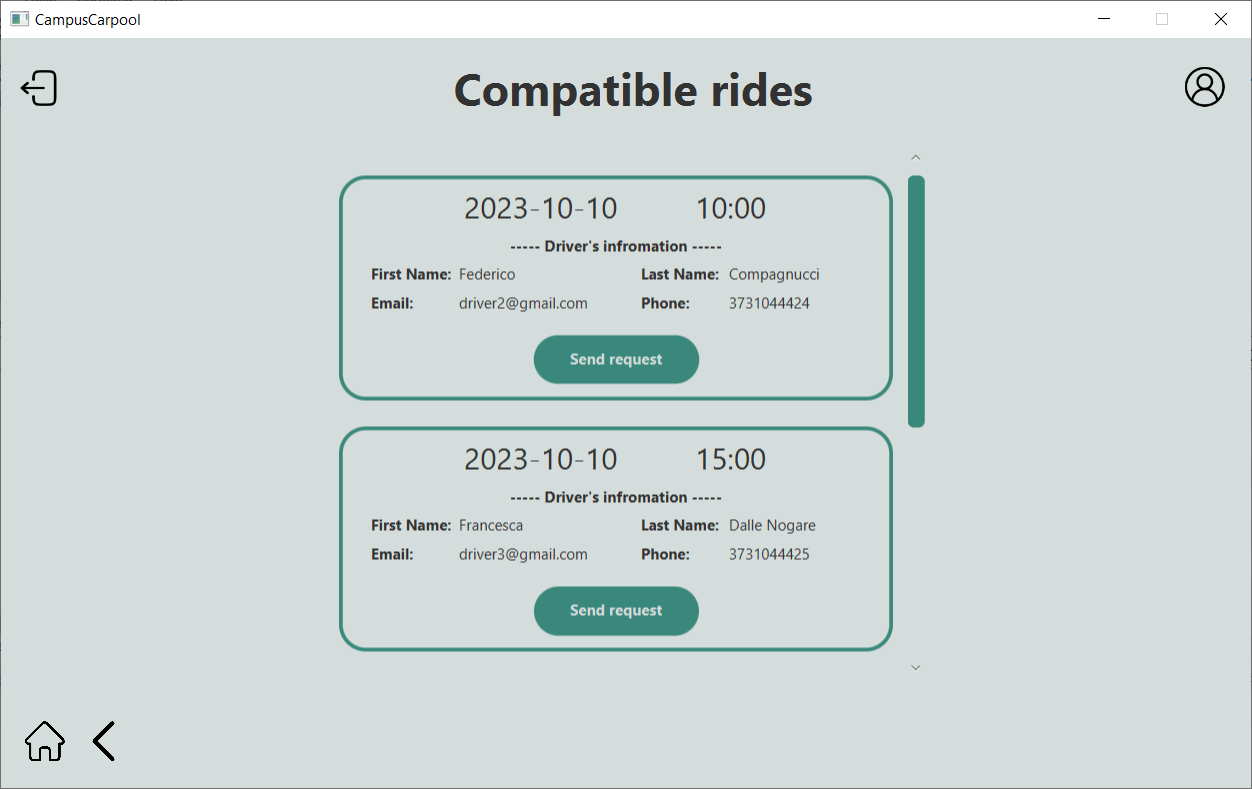 CampusCarpool
Compatible rides
2023-10-10 10:00
----- Driver's infromation -----
First Name: Federico Last Name: Compagnucci
Email: driver2@gmail.com Phone: 3731044424
Send request
2023-10-10 15:00
----- Driver's infromation -----
First Name: Francesca Last Name: Dalle Nogare
Email: driver3@gmail.com Phone: 3731044425
Send request